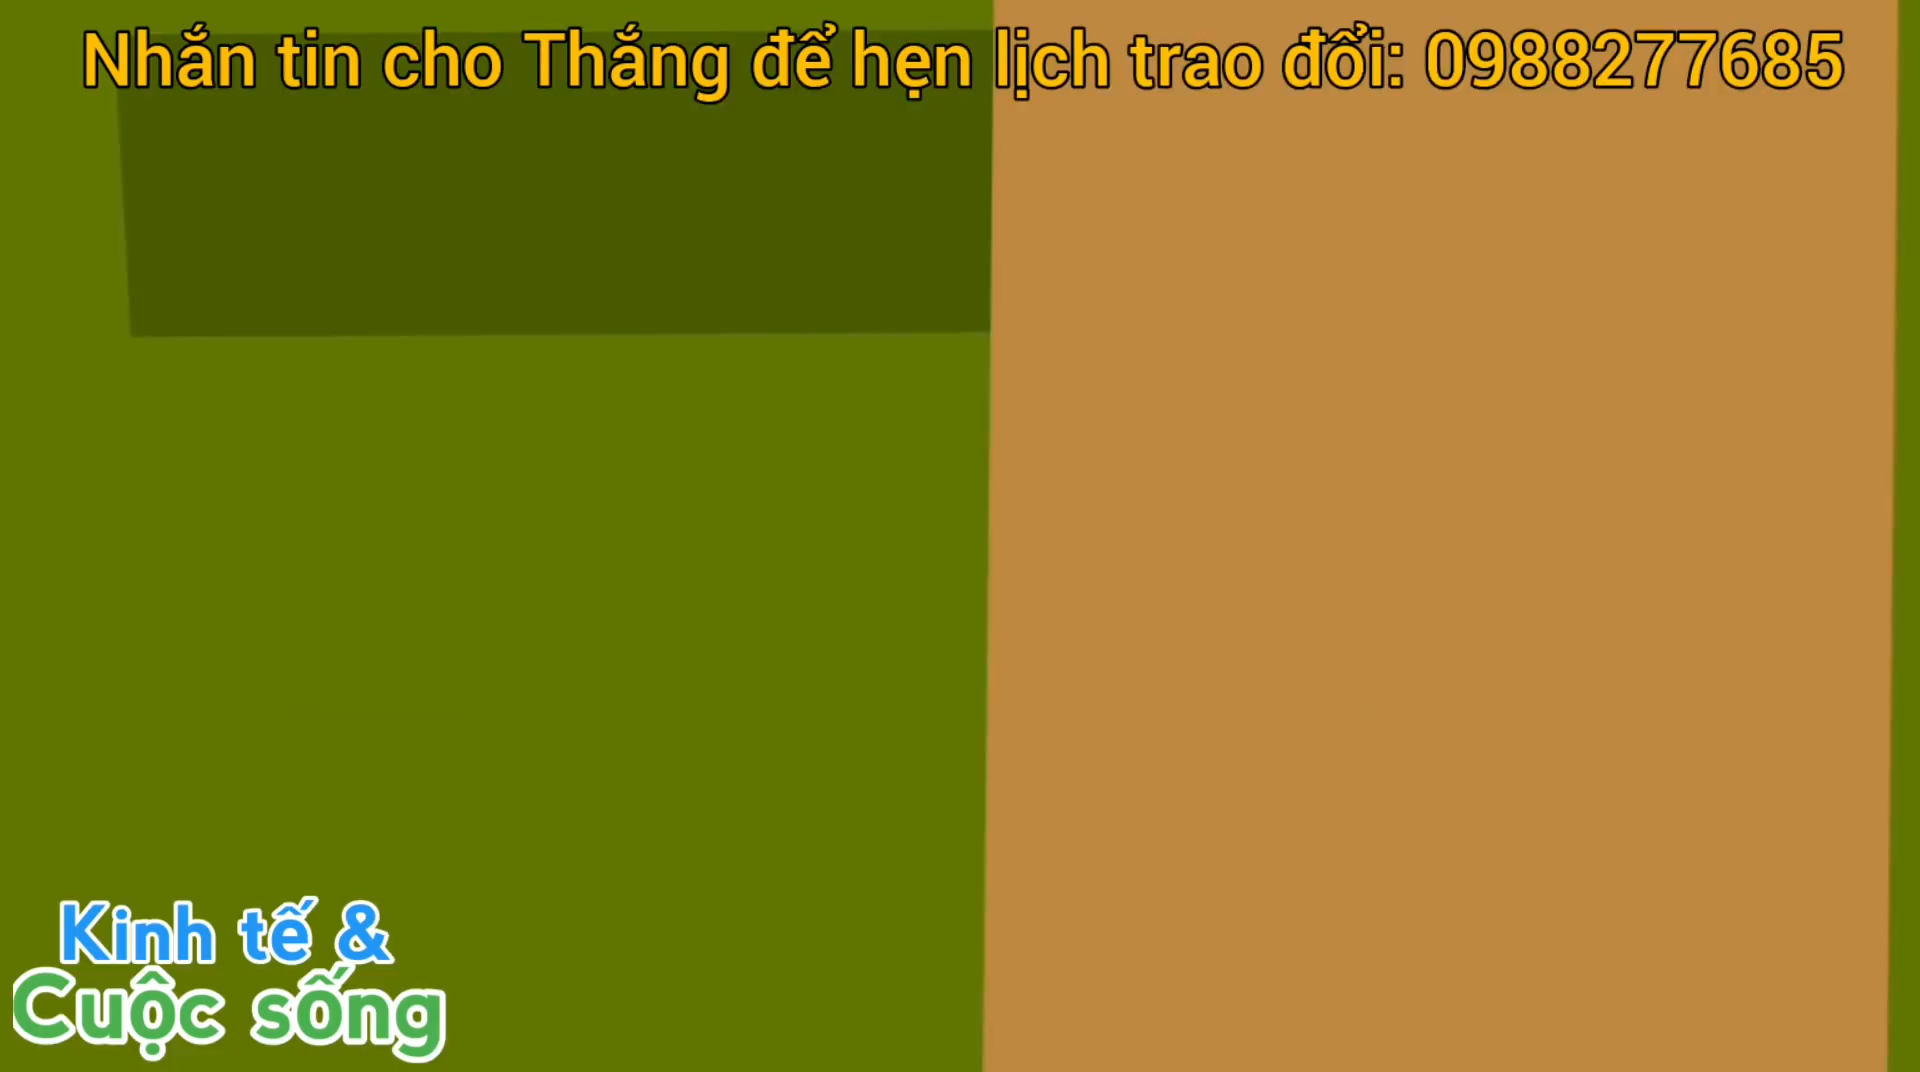 Nhắn tin cho Thắng để hẹn lịch trao đổi: 0988277685
Kinh tế &
Cuộc sống